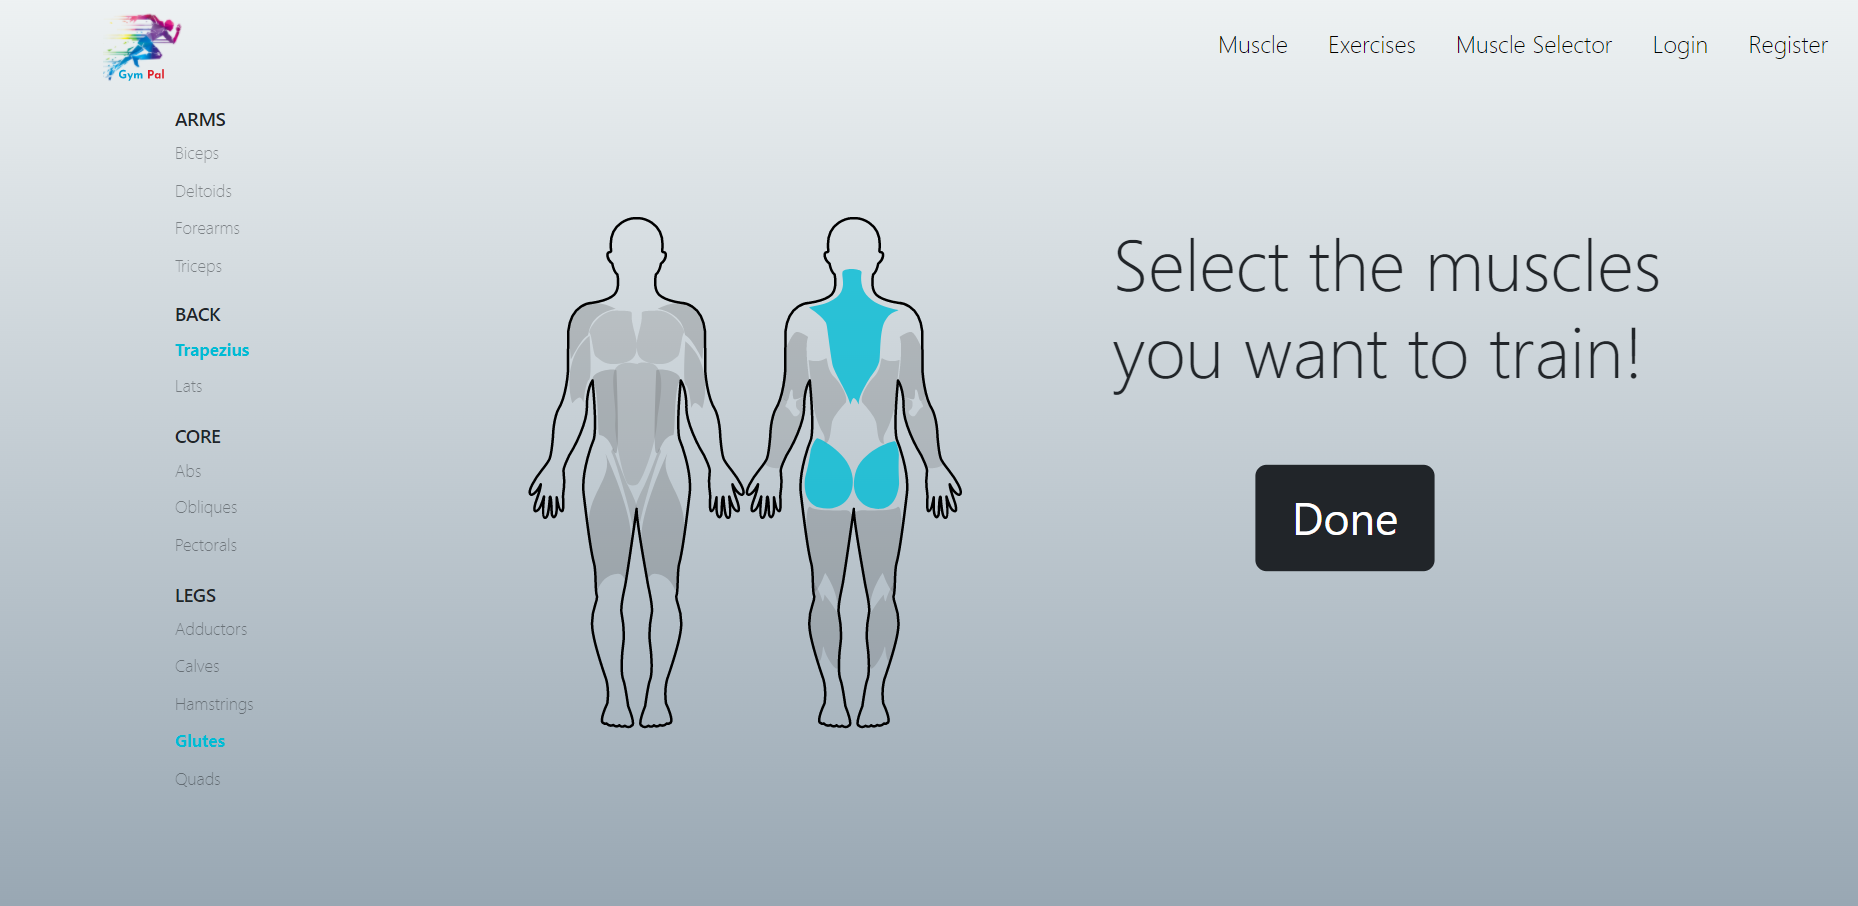 Gym Pal
Muscle
Exercises
Muscle Selector
Login
Register
ARMS
Biceps
Deltoids
Forearms
Triceps
BACK
Trapezius
Lats
CORE
Abs
Obliques
Pectorals
LEGS
Adductors
Calves
Hamstrings
Glutes
Quads
Select the muscles
you want to train!
Done